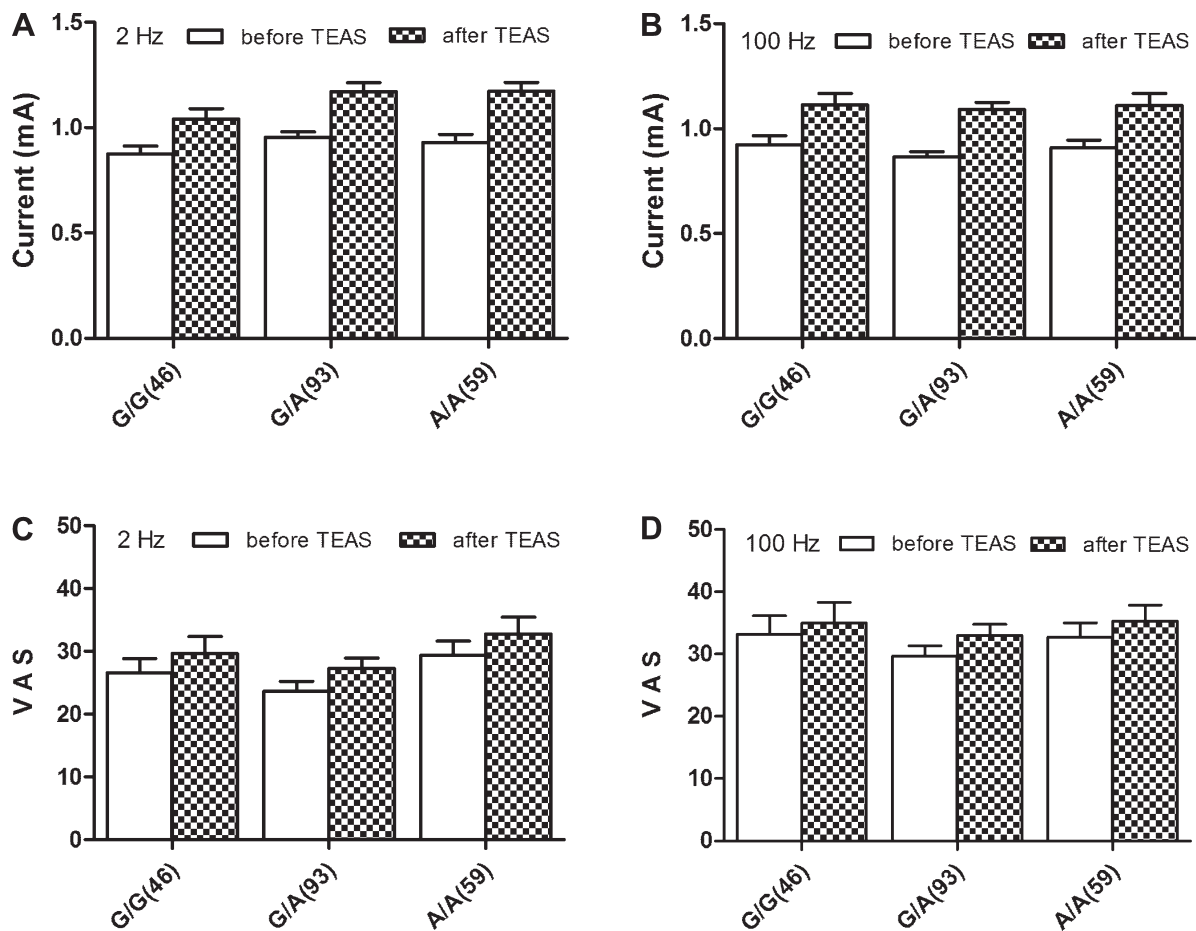 A
2 Hz before TEAS after TEAS
1.5
1.0
0.5
0.0
Current (mA)
G/G(46)
G/A(93)
A/A(59)
B
100 Hz before TEAS after TEAS
1.5
1.0
0.5
0.0
Current (mA)
G/G(46)
G/A(93)
A/A(59)
C
2 Hz before TEAS after TEAS
50
40
30
20
10
0
V A S
G/G(46)
G/A(93)
A/A(59)
D
100 Hz before TEAS after TEAS
50
40
30
20
10
0
V A S
G/G(46)
G/A(93)
A/A(59)